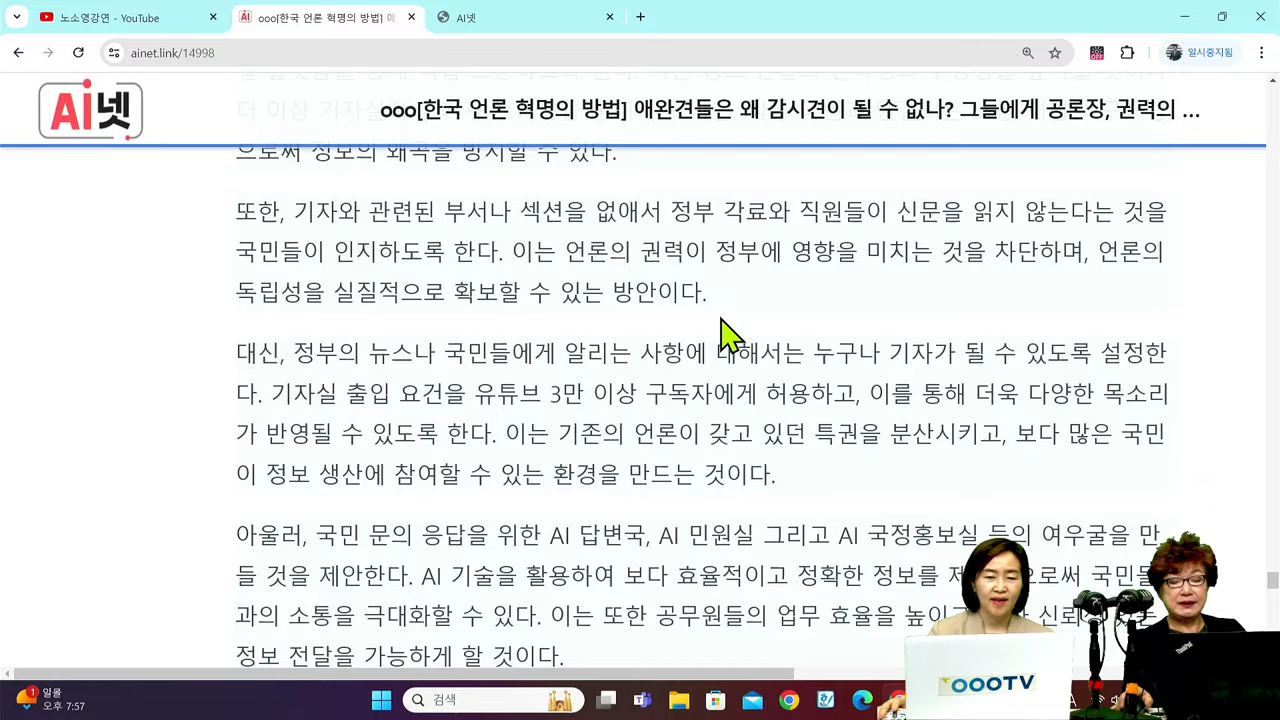 노소영강연 - YouTube
ooo[한국 언론 혁명의 방법] 애
AI넷
ainet.link/14998
OFF
일시중지됨
Ai넷
ooo[한국 언론 혁명의 방법] 애완견들은 왜 감시견이 될 수 없나? 그들에게 공론장, 권력의 ...
으로써 정보의 왜곡을 방지할 수 있다.
또한, 기자와 관련된 부서나 섹션을 없애서 정부 각료와 직원들이 신문을 읽지 않는다는 것을
국민들이 인지하도록 한다. 이는 언론의 권력이 정부에 영향을 미치는 것을 차단하며, 언론의
독립성을 실질적으로 확보할 수 있는 방안이다.
대신, 정부의 뉴스나 국민들에게 알리는 사항에 대해서는 누구나 기자가 될 수 있도록 설정한
다. 기자실 출입 요건을 유튜브 3만 이상 구독자에게 허용하고, 이를 통해 더욱 다양한 목소리
가 반영될 수 있도록 한다. 이는 기존의 언론이 갖고 있던 특권을 분산시키고, 보다 많은 국민
이 정보 생산에 참여할 수 있는 환경을 만드는 것이다.
아울러, 국민 문의 응답을 위한 AI 답변국, AI 민원실 그리고 AI 국정홍보실 등의 여우굴을 만
들 것을 제안한다. AI 기술을 활용하여 보다 효율적이고 정확한 정보를
과의 소통을 극대화할 수 있다. 이는 또한 공무원들의 업무 효율을 높이고
정보 전달을 가능하게 할 것이다.
OOOTV
ThinkPad
1
일몰
오후 7:57
검색